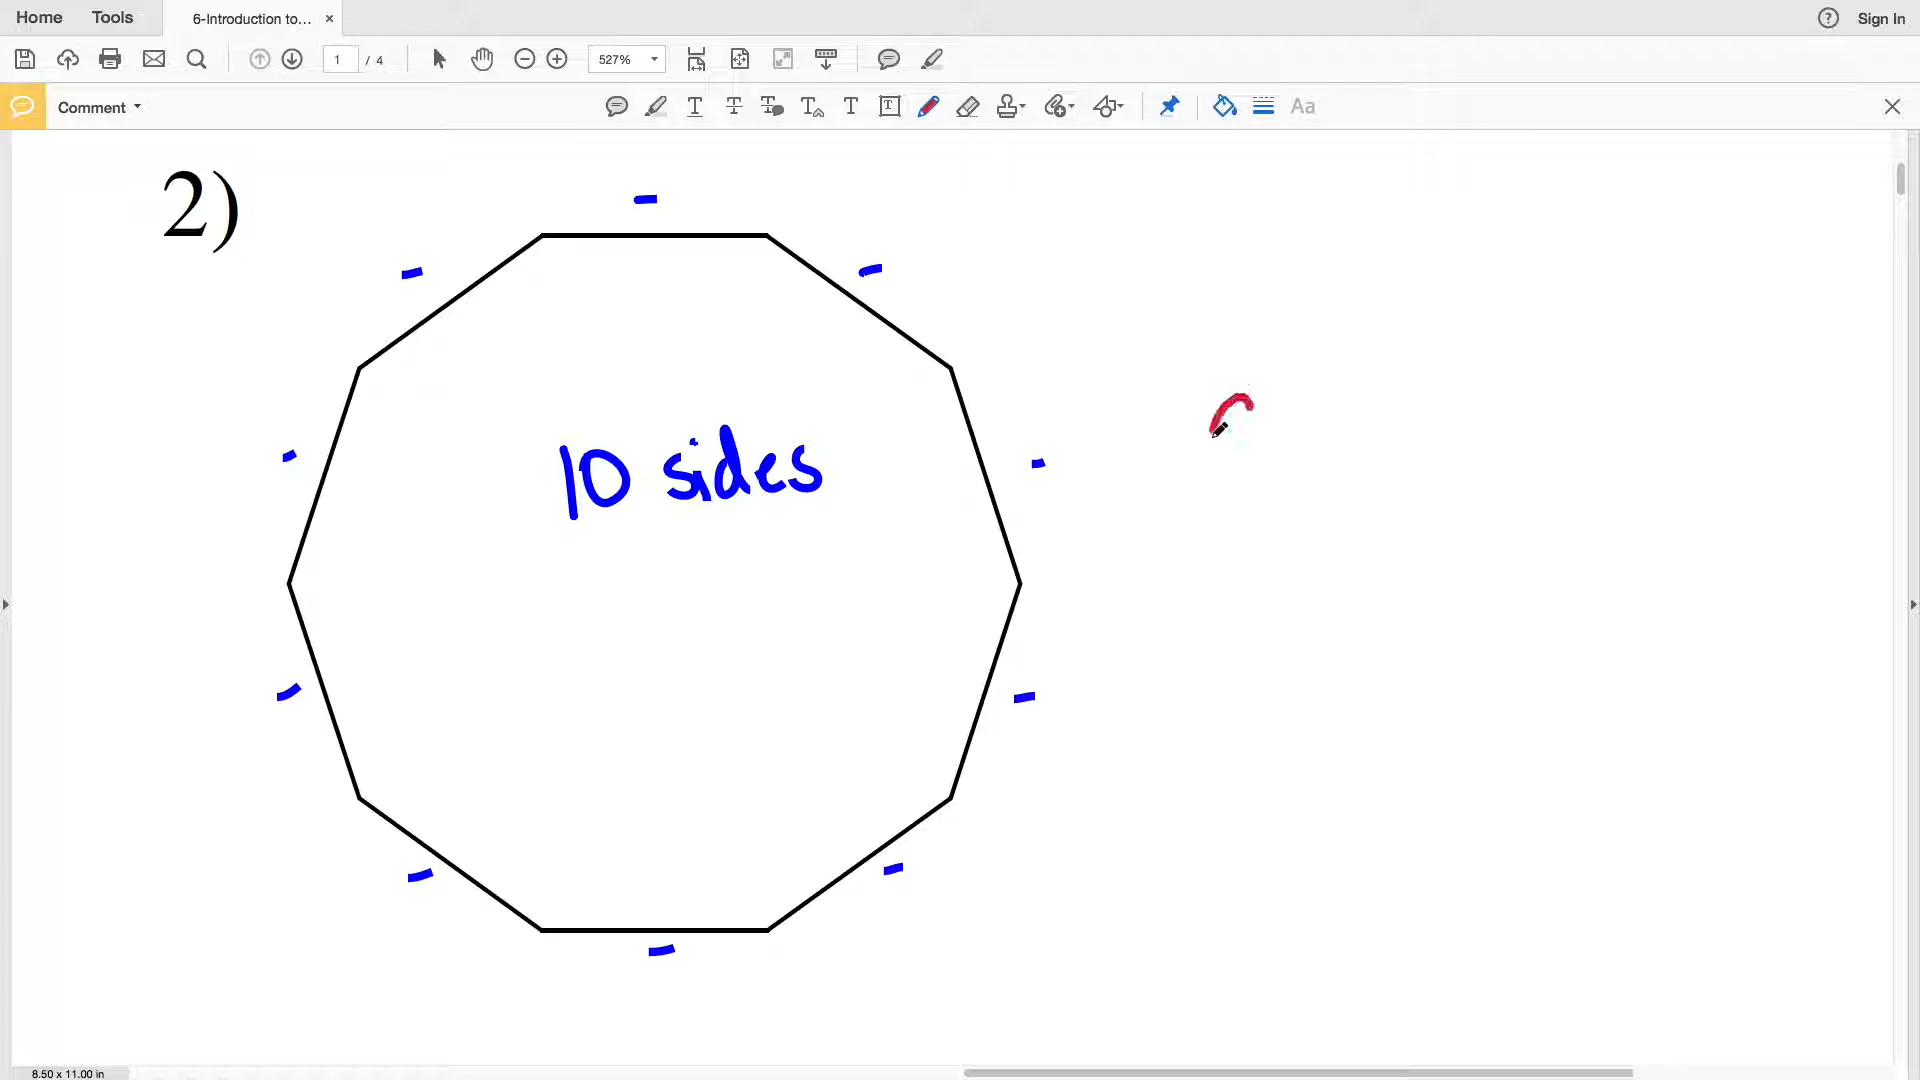 Home Tools 6-Introduction to... × ? Sign In
1 / 4 527%
Comment T T T T T T Aa
2)
10 sides
8.50 x 11.00 in